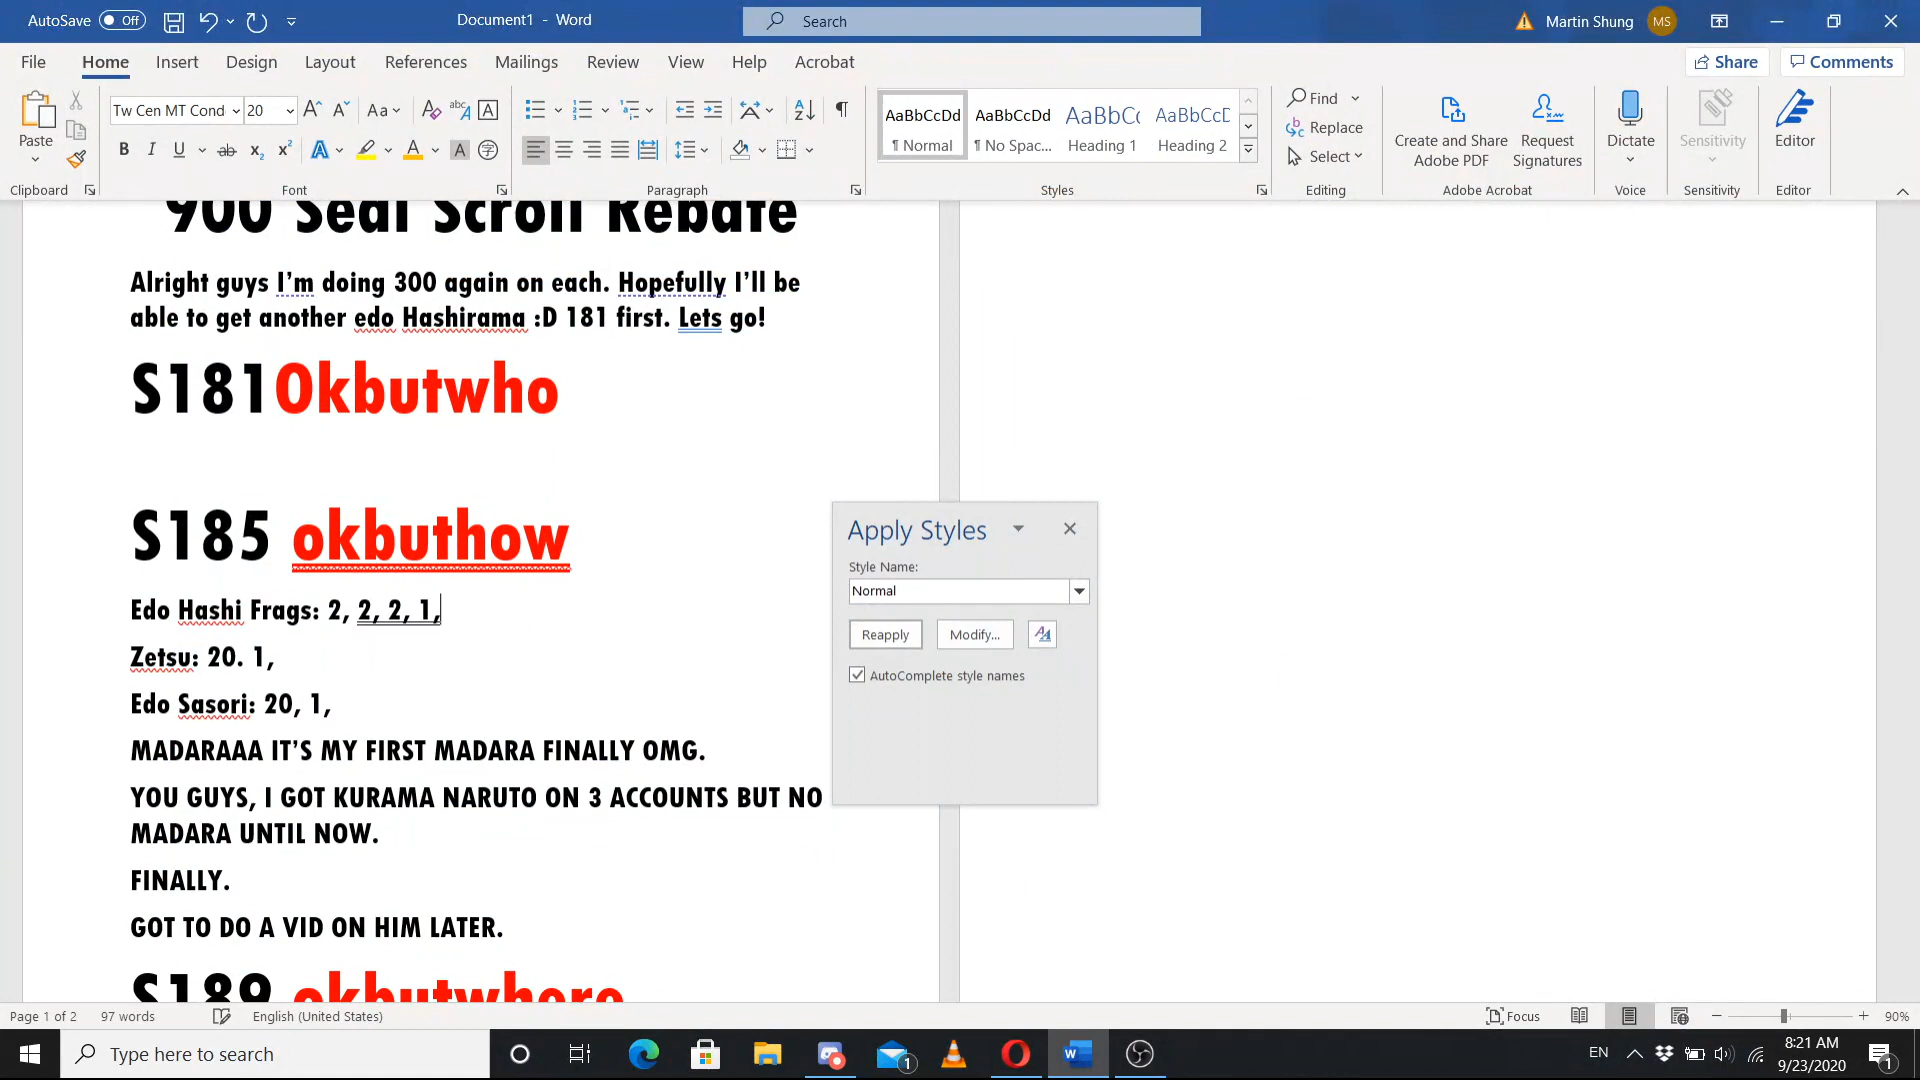 AutoSave Off Document1 - Word Search Martin Shung MS
File Home Insert Design Layout References Mailings Review View Help Acrobat Share Comments
Tw Cen MT Cond 20 Aa AaBbCcDd AaBbCcDd AaBbC( AaBbCcD Find
Paste Replace Create and Share Request Dictate Sensitivity Editor
B I U ab x₂ x² A A A ¶ Normal ¶ No Spac... Heading 1 Heading 2 Select Adobe PDF Signatures
Clipboard Font Paragraph Styles Editing Adobe Acrobat Voice Sensitivity Editor
900 Seal Scroll Rebate
Alright guys I’m doing 300 again on each. Hopefully I’ll be
able to get another edo Hashirama :D 181 first. Lets go!
S181Okbutwho
S185 okbuthow
Edo Hashi Frags: 2, 2, 2, 1,
Zetsu: 20. 1,
Edo Sasori: 20, 1,
MADARAAA IT’S MY FIRST MADARA FINALLY OMG.
YOU GUYS, I GOT KURAMA NARUTO ON 3 ACCOUNTS BUT NO
MADARA UNTIL NOW.
FINALLY.
GOT TO DO A VID ON HIM LATER.
S189 okbutwhere
Apply Styles
Style Name:
Normal
Reapply Modify...
AutoComplete style names
Page 1 of 2 97 words English (United States) Focus 90%
Type here to search 1 EN 8:21 AM
9/23/2020 1